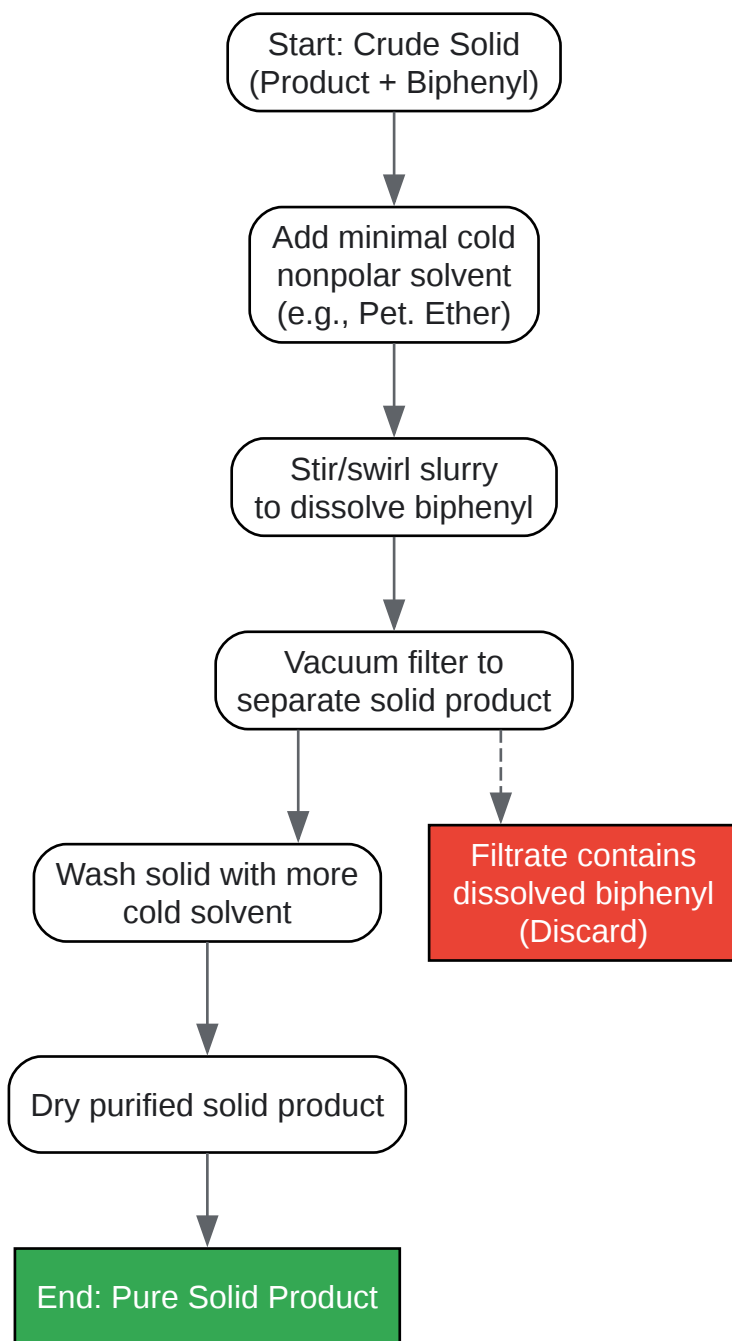 Start: Crude Solid
(Product + Biphenyl)
Add minimal cold
nonpolar solvent
(e.g., Pet. Ether)
Stir/swirl slurry
to dissolve biphenyl
Vacuum filter to
separate solid product
Wash solid with more
cold solvent
Filtrate contains
dissolved biphenyl
(Discard)
Dry purified solid product
End: Pure Solid Product